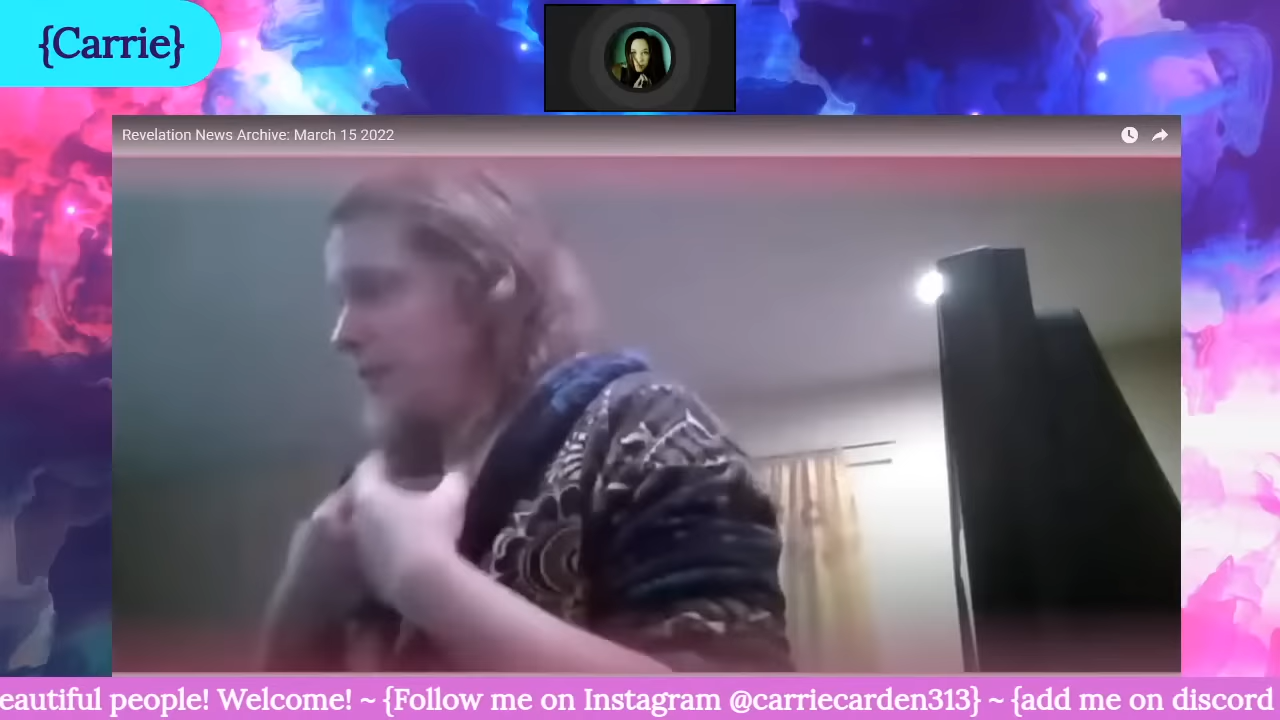 {Carrie}
Revelation News Archive: March 15 2022
eautiful people! Welcome! ~ {Follow me on Instagram @carriecarden313} ~ {add me on discord